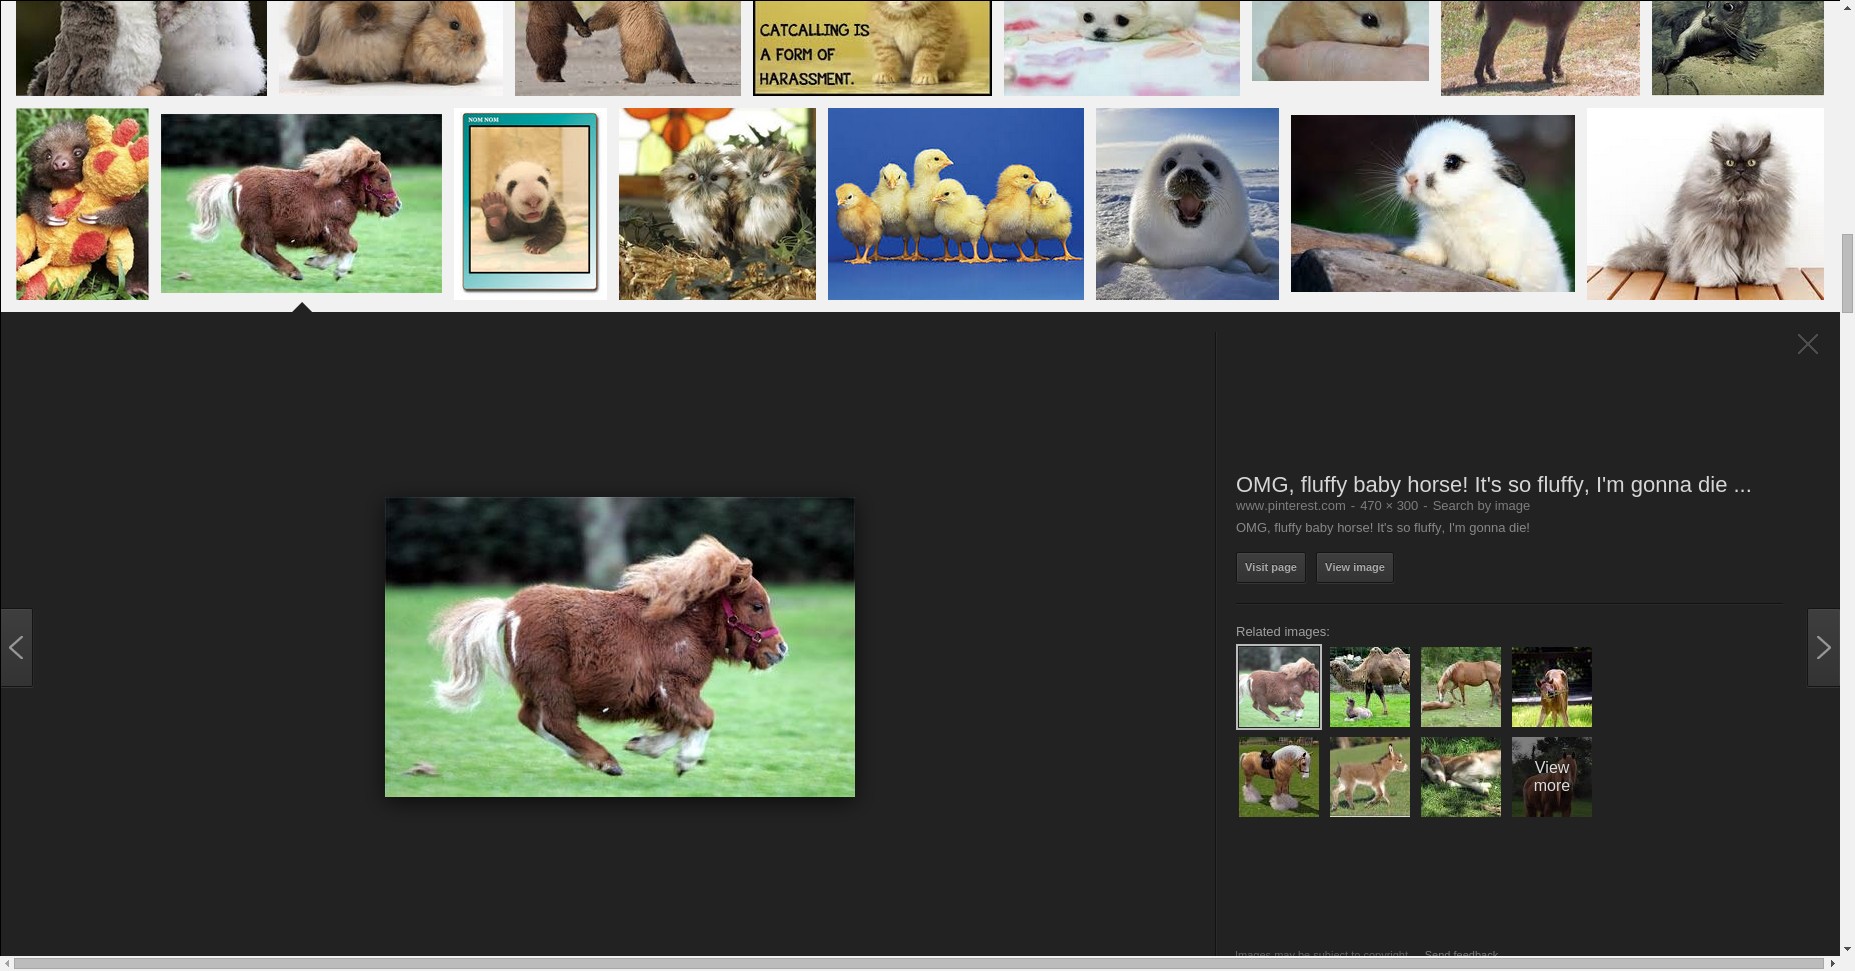 CATCALLING IS
A FORM OF
HARASSMENT.
NOM NOM
OMG, fluffy baby horse! It's so fluffy, I'm gonna die ...
www.pinterest.com - 470 × 300 - Search by image
OMG, fluffy baby horse! It's so fluffy, I'm gonna die!
Visit page View image
Related images:
View
more
Images may be subject to copyright. Send feedback